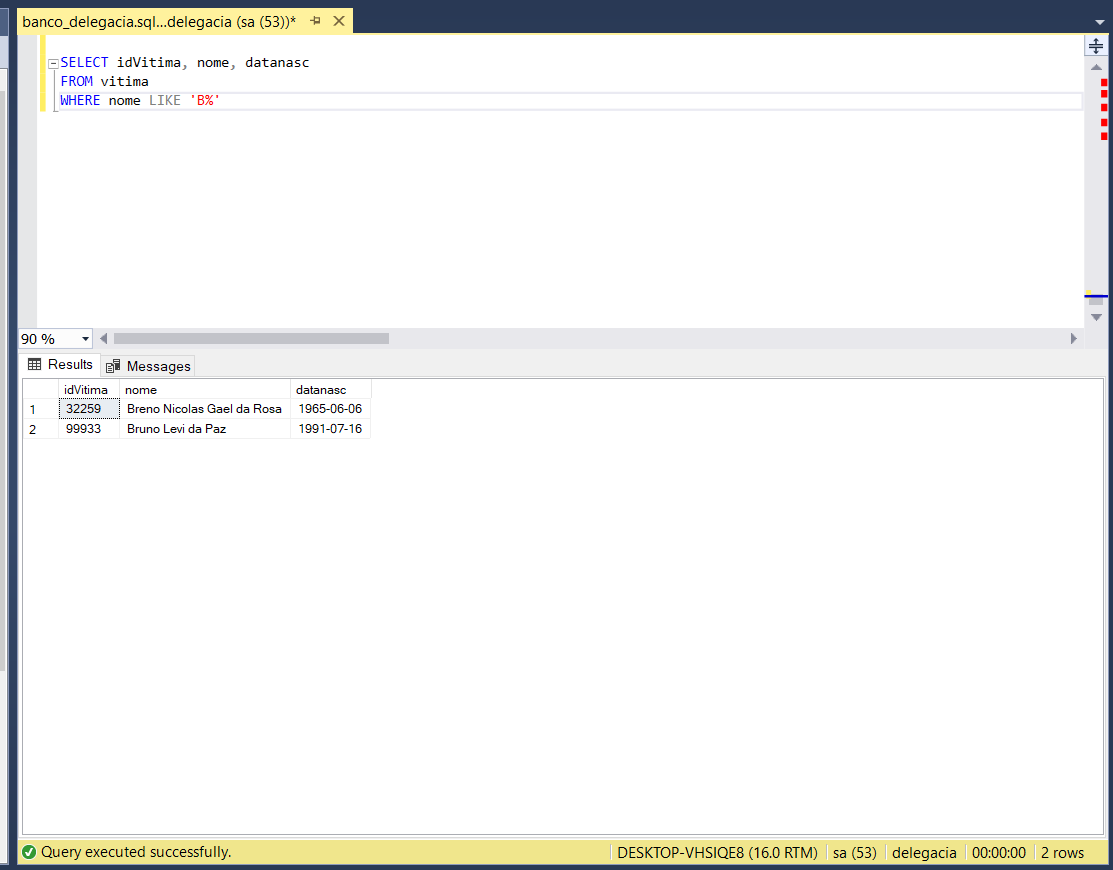 banco_delegacia.sql...delegacia (sa (53))*
SELECT idVitima, nome, datanasc
FROM vitima
WHERE nome LIKE 'B%'
90 %
Results Messages
idVitima nome datanasc
1 32259 Breno Nicolas Gael da Rosa 1965-06-06
2 99933 Bruno Levi da Paz 1991-07-16
Query executed successfully. DESKTOP-VHSIQE8 (16.0 RTM) sa (53) delegacia 00:00:00 2 rows